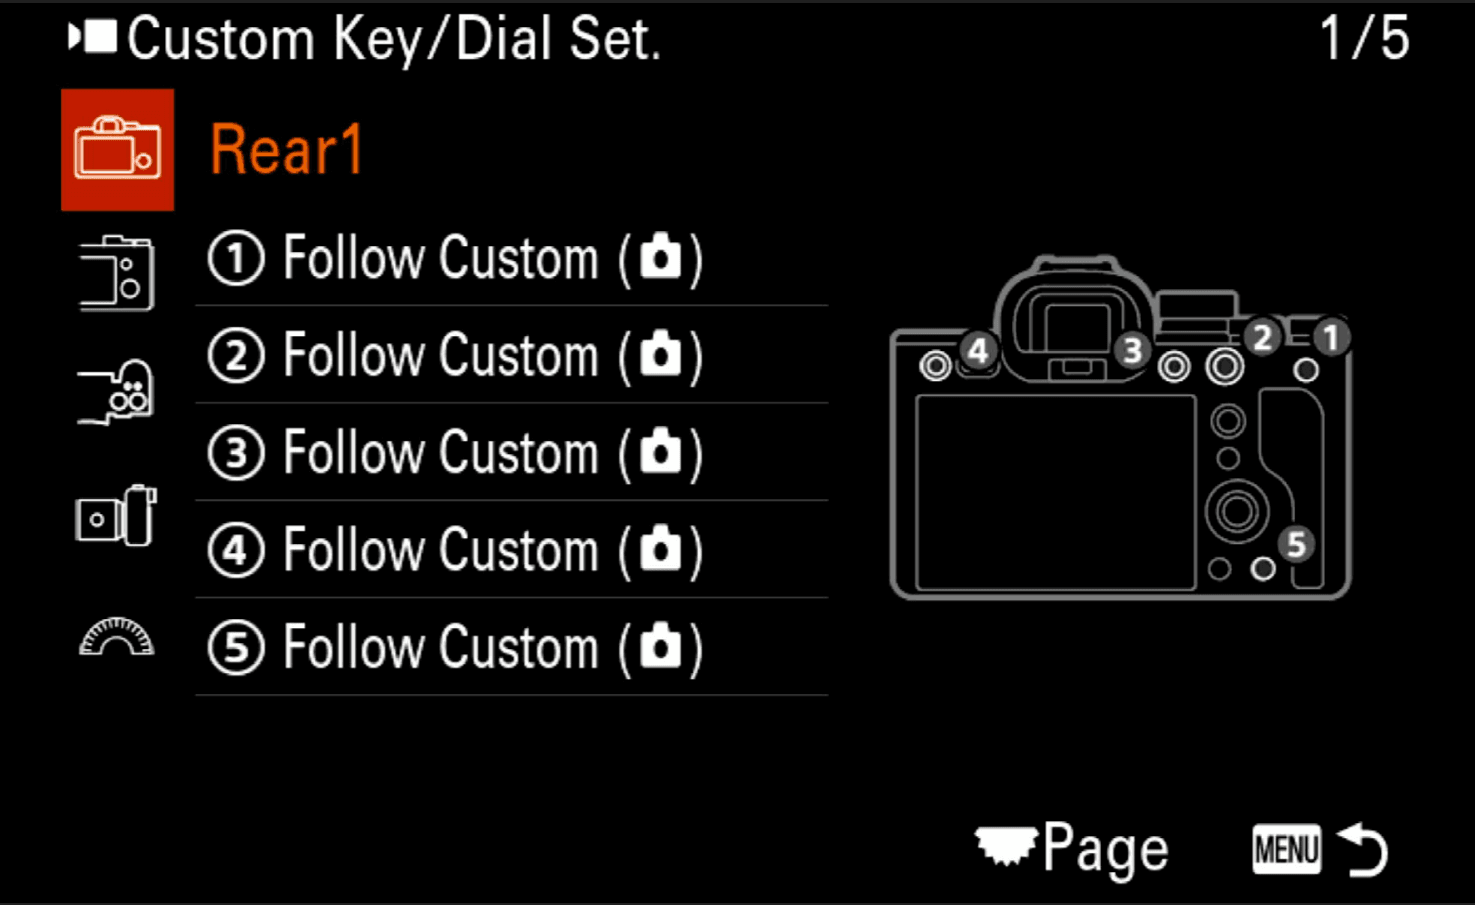 Custom Key/Dial Set. 1/5
Rear1
① Follow Custom ( )
② Follow Custom ( )
③ Follow Custom ( )
④ Follow Custom ( )
⑤ Follow Custom ( )
4 3 2 1
5
Page MENU